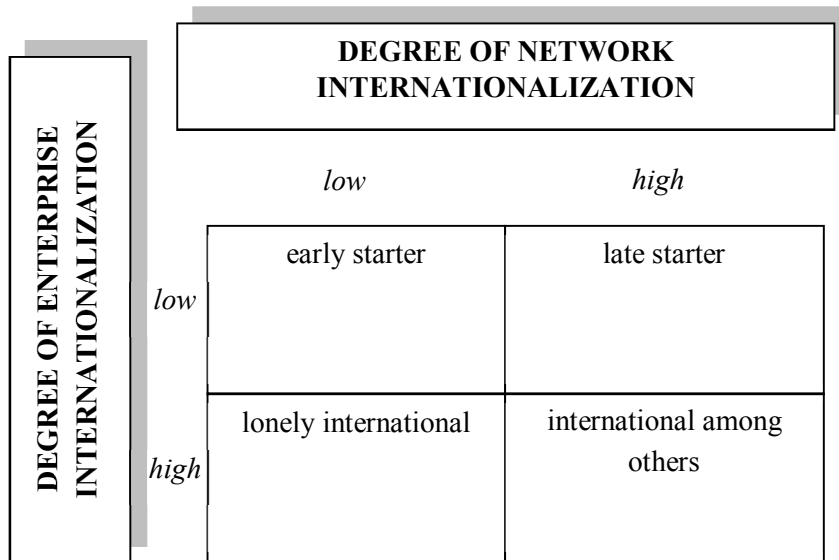 DEGREE OF NETWORK
INTERNATIONALIZATION
DEGREE OF ENTERPRISE
INTERNATIONALIZATION
low
high
low
early starter
late starter
high
lonely international
international among
others